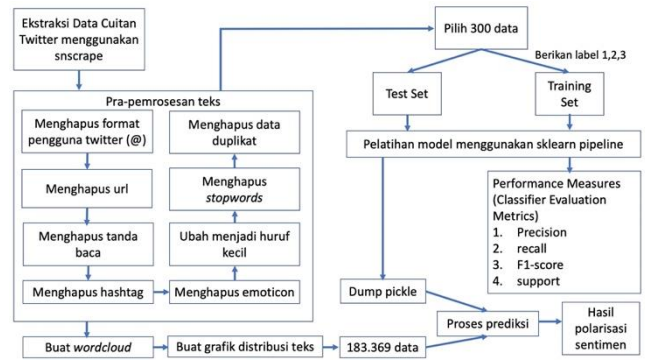 Ekstraksi Data Cuitan
Twitter menggunakan
snscrape
Pra-pemrosesan teks
Menghapus format
pengguna twitter (@)
Menghapus url
Menghapus tanda
baca
Menghapus hashtag
Menghapus emoticon
Ubah menjadi huruf
kecil
Menghapus
stopwords
Menghapus data
duplikat
Buat wordcloud
Buat grafik distribusi teks
183.369 data
Pilih 300 data
Berikan label 1,2,3
Test Set
Training
Set
Pelatihan model menggunakan sklearn pipeline
Performance Measures
(Classifier Evaluation
Metrics)
1. Precision
2. recall
3. F1-score
4. support
Dump pickle
Proses prediksi
Hasil
polarisasi
sentimen